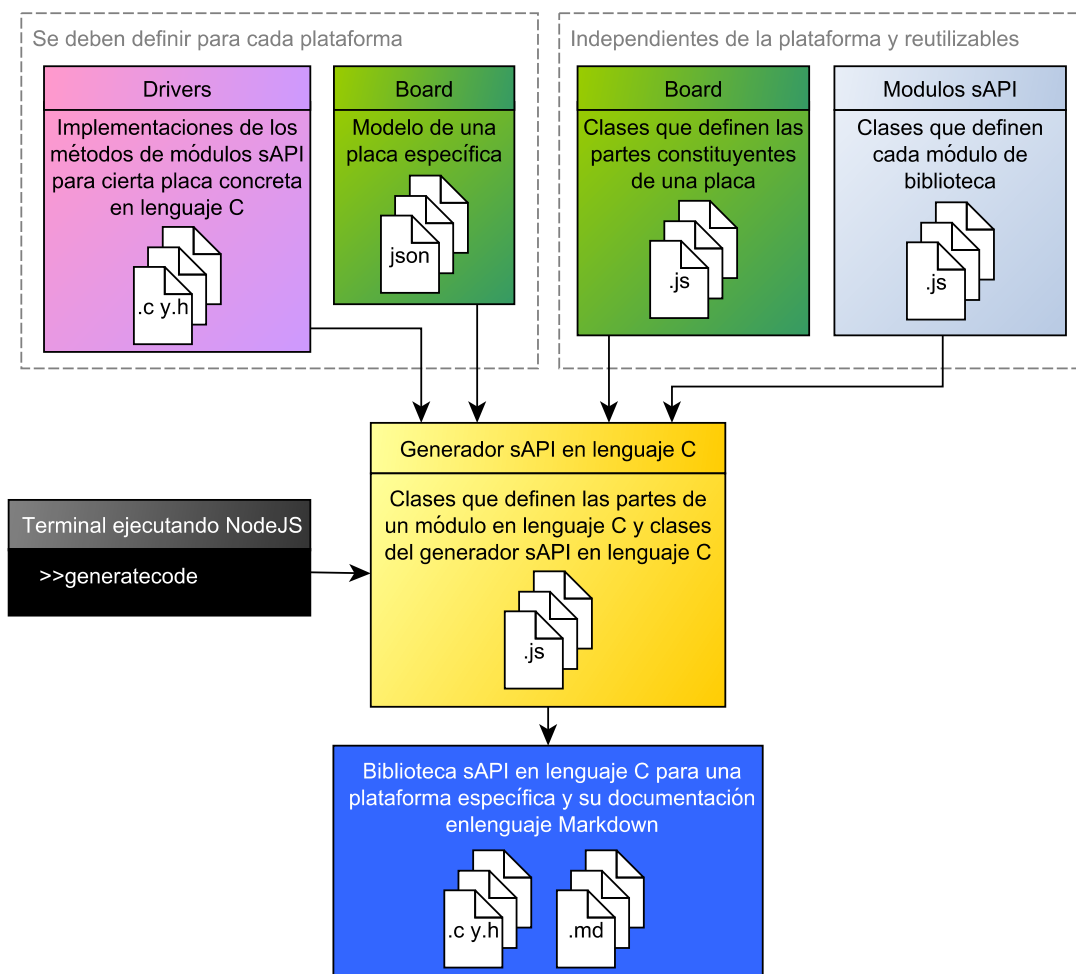 Se deben definir para cada plataforma
Drivers
Implementaciones de los
métodos de módulos sAPI
para cierta placa concreta
en lenguaje C
.c y.h
Board
Modelo de una
placa específica
json
Independientes de la plataforma y reutilizables
Board
Clases que definen las
partes constituyentes
de una placa
.js
Modulos sAPI
Clases que definen
cada módulo de
biblioteca
.js
Generador sAPI en lenguaje C
Clases que definen las partes de
un módulo en lenguaje C y clases
del generador sAPI en lenguaje C
.js
Terminal ejecutando NodeJS
>>generatecode
Biblioteca sAPI en lenguaje C para una
plataforma específica y su documentación
enlenguaje Markdown
.c y.h
.md